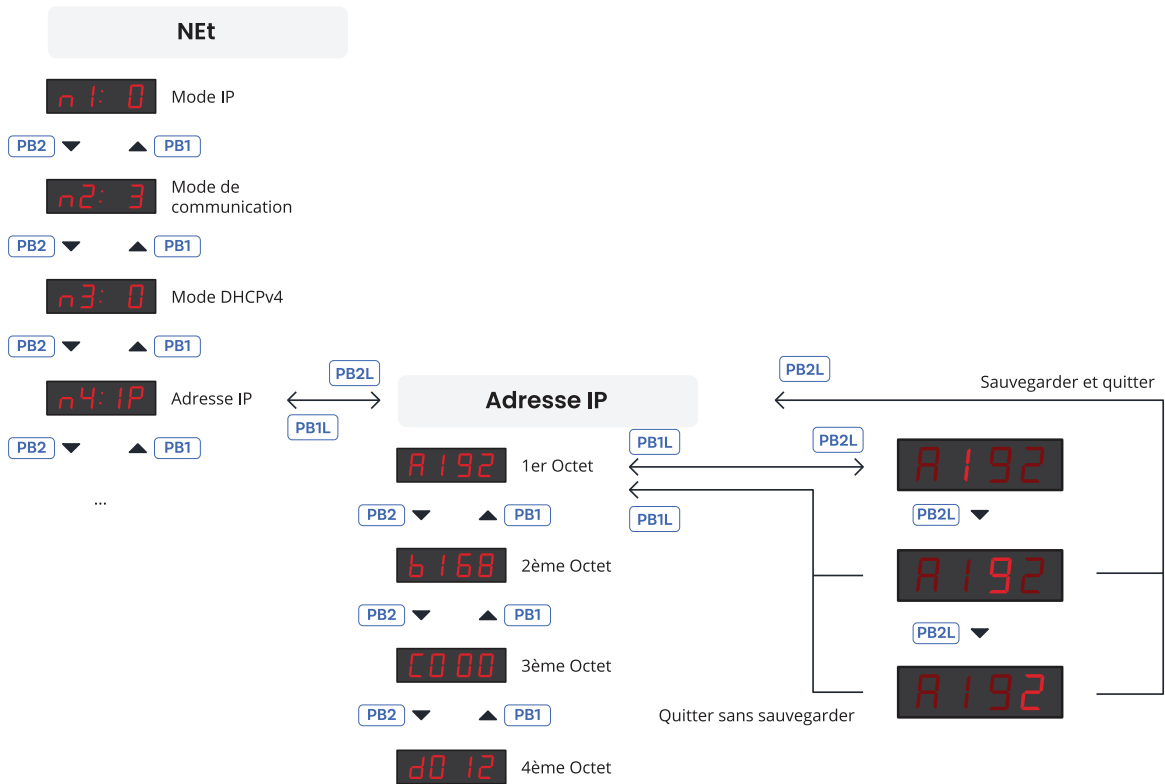 NEt
n1: 0
Mode IP
PB2
PB1
n2: 3
Mode de
communication
PB2
PB1
n3: 0
Mode DHCPv4
PB2
PB1
n4:IP
Adresse IP
PB2
PB1
...
PB2L
PB1L
Adresse IP
A192
1er Octet
PB2
PB1
b168
2ème Octet
PB2
PB1
C000
3ème Octet
PB2
PB1
d012
4ème Octet
PB1L
PB2L
PB1L
PB2L
Sauvegarder et quitter
A192
PB2L
A192
PB2L
A192
Quitter sans sauvegarder